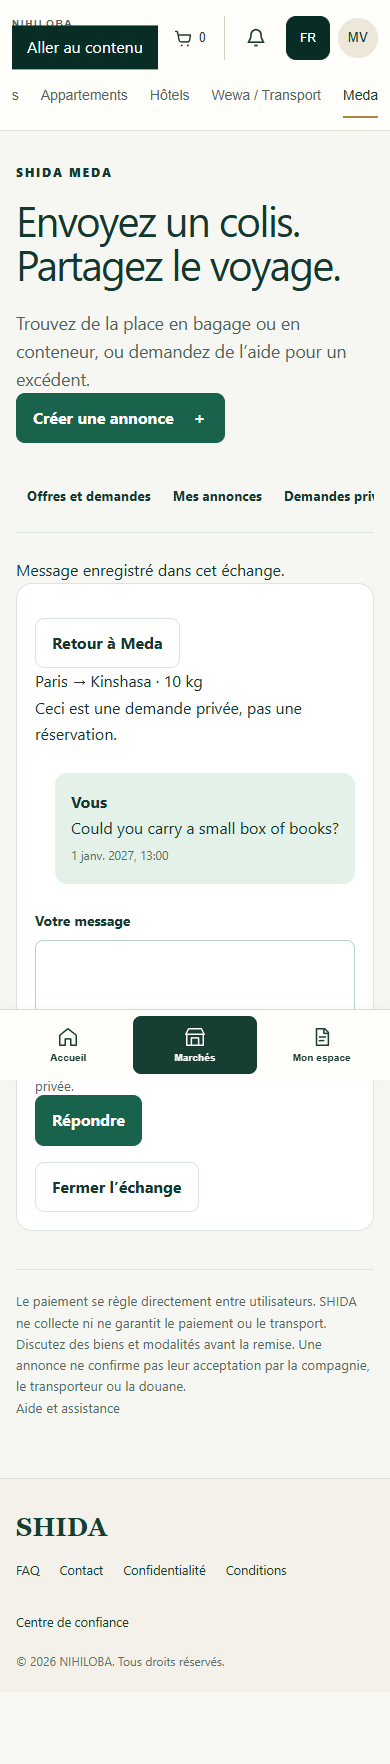 NIHILOBA
Aller au contenu
0
FR
MV
s Appartements Hôtels Wewa / Transport Meda
SHIDA MEDA
Envoyez un colis.
Partagez le voyage.
Trouvez de la place en bagage ou en
conteneur, ou demandez de l’aide pour un
excédent.
Créer une annonce +
Offres et demandes Mes annonces Demandes priv
Message enregistré dans cet échange.
Retour à Meda
Paris → Kinshasa · 10 kg
Ceci est une demande privée, pas une
réservation.
Vous
Could you carry a small box of books?
1 janv. 2027, 13:00
Votre message
Accueil Marchés Mon espace
privée.
Répondre
Fermer l’échange
Le paiement se règle directement entre utilisateurs. SHIDA
ne collecte ni ne garantit le paiement ou le transport.
Discutez des biens et modalités avant la remise. Une
annonce ne confirme pas leur acceptation par la compagnie,
le transporteur ou la douane.
Aide et assistance
SHIDA
FAQ Contact Confidentialité Conditions
Centre de confiance
© 2026 NIHILOBA. Tous droits réservés.